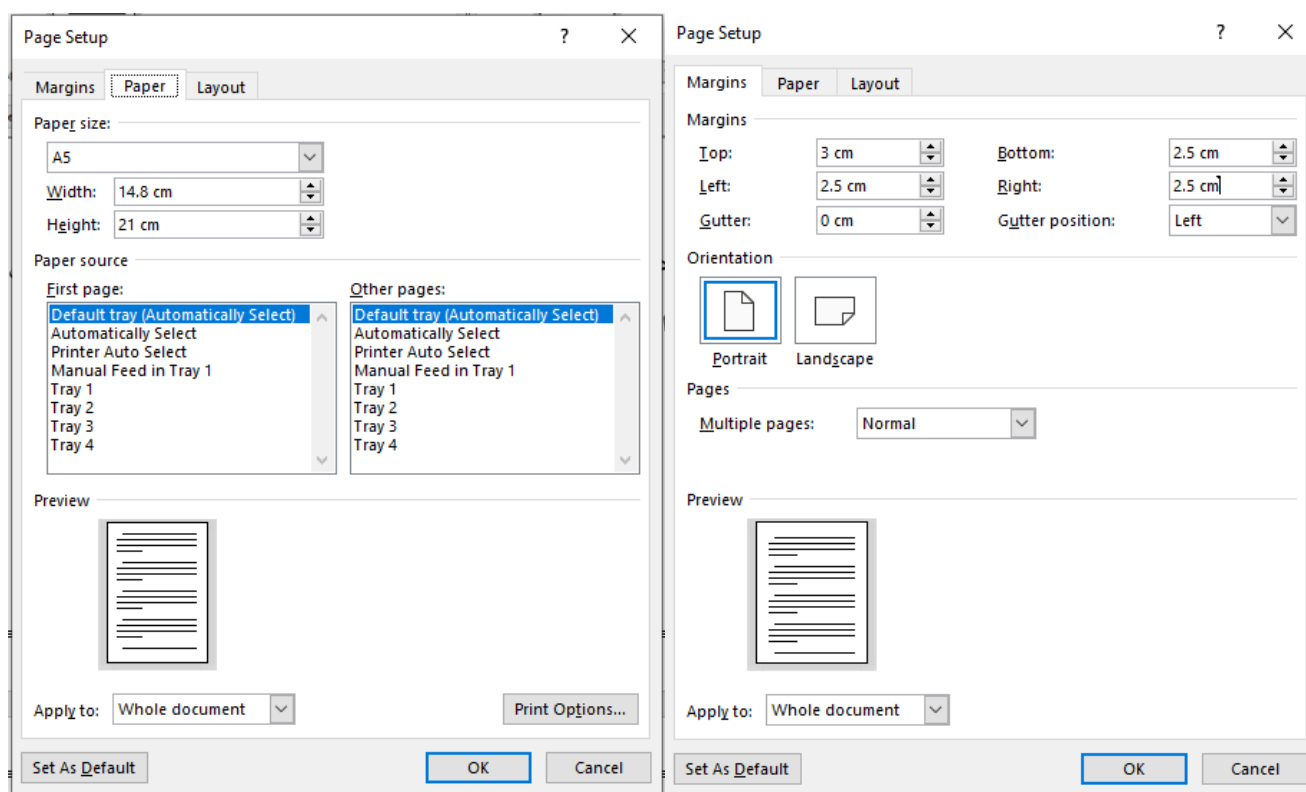 Page Setup ? ×
Margins Paper Layout
Paper size:
A5
Width: 14.8 cm
Height: 21 cm
Paper source
First page: Other pages:
Default tray (Automatically Select) Default tray (Automatically Select)
Automatically Select Automatically Select
Printer Auto Select Printer Auto Select
Manual Feed in Tray 1 Manual Feed in Tray 1
Tray 1 Tray 1
Tray 2 Tray 2
Tray 3 Tray 3
Tray 4 Tray 4
Preview
Apply to: Whole document Print Options...
Set As Default OK Cancel
Page Setup ? ×
Margins Paper Layout
Margins
Top: 3 cm Bottom: 2.5 cm
Left: 2.5 cm Right: 2.5 cm
Gutter: 0 cm Gutter position: Left
Orientation
Portrait Landscape
Pages
Multiple pages: Normal
Preview
Apply to: Whole document
Set As Default OK Cancel